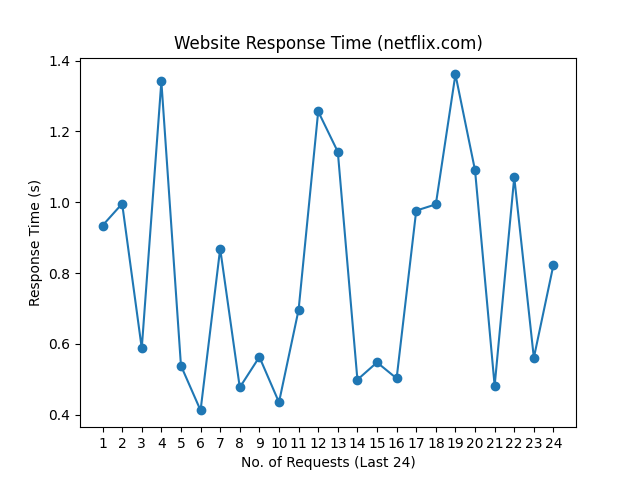 Website Response Time (netflix.com)
Response Time (s)
1.4
1.2
1.0
0.8
0.6
0.4
1 2 3 4 5 6 7 8 9 10 11 12 13 14 15 16 17 18 19 20 21 22 23 24
No. of Requests (Last 24)